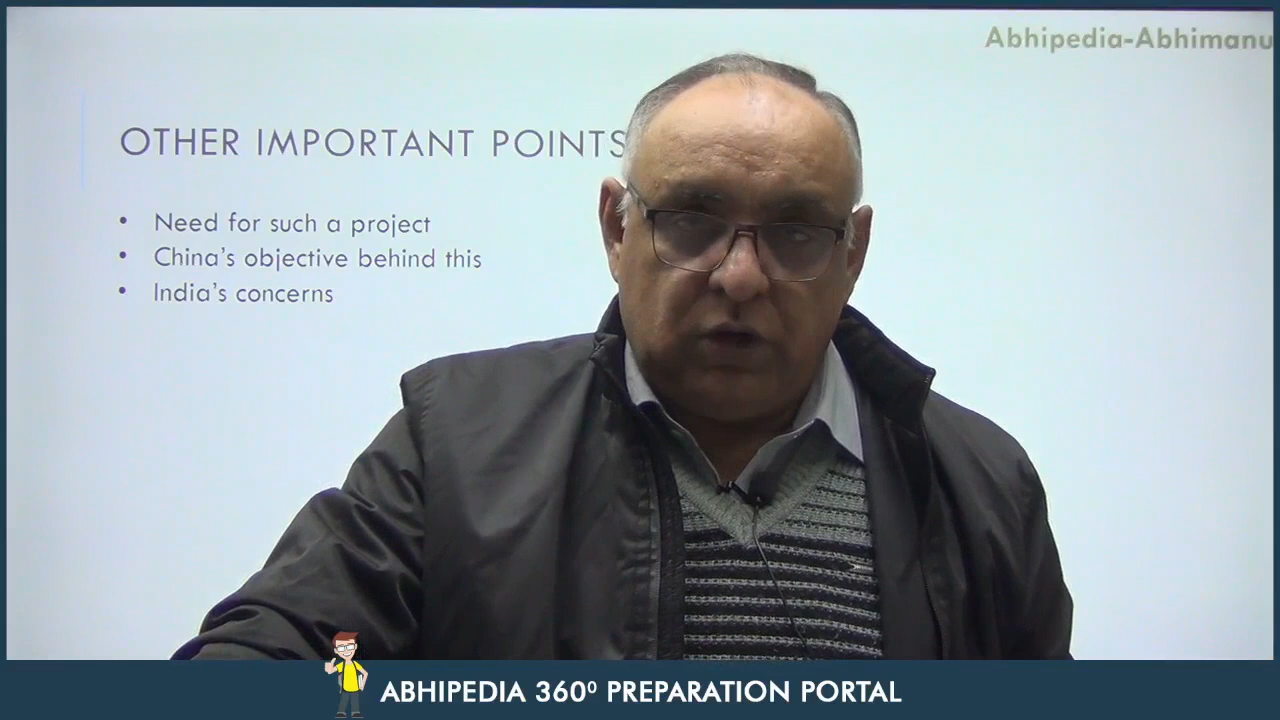 Abhipedia-Abhimanu
OTHER IMPORTANT POINTS
• Need for such a project
• China's objective behind this
• India's concerns
ABHIPEDIA 360⁰ PREPARATION PORTAL